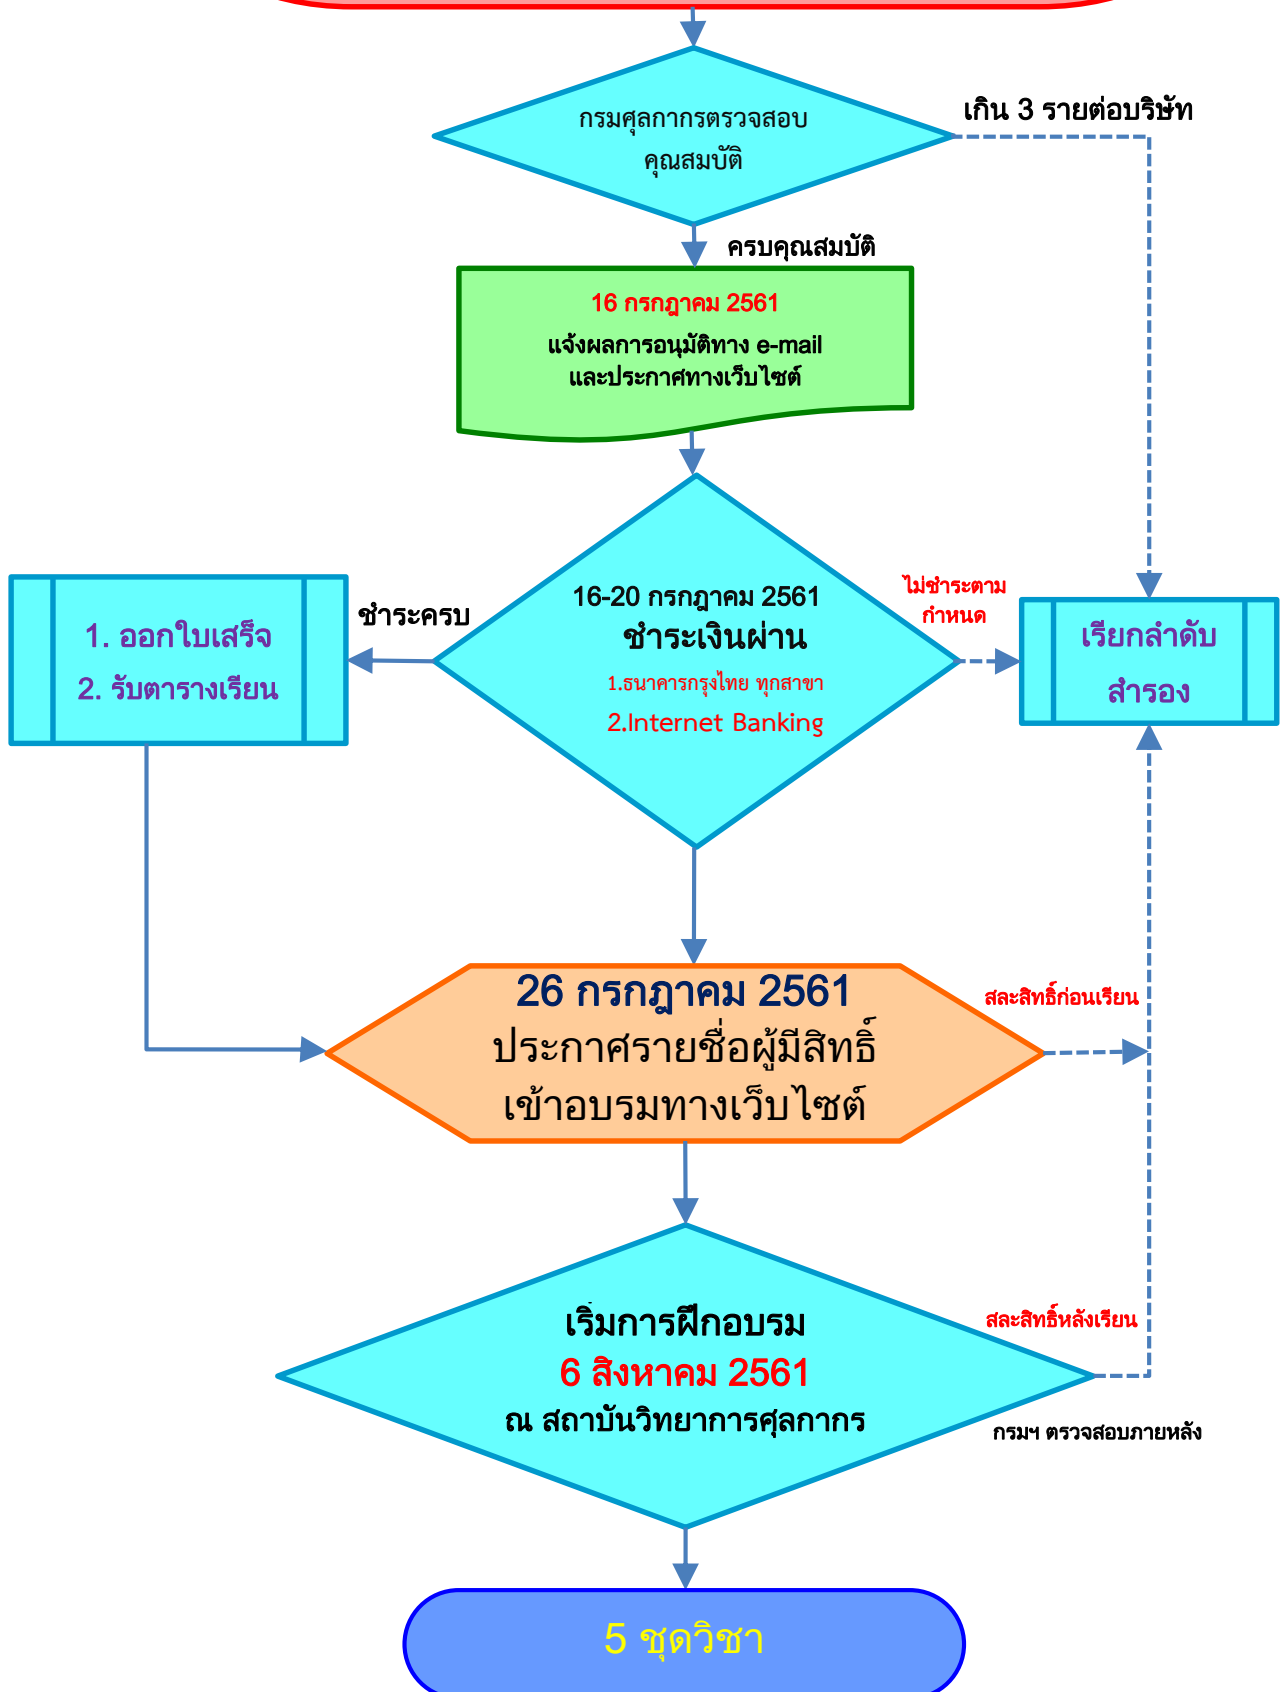 กรมศุลกากรตรวจสอบ
คุณสมบัติ
เกิน 3 รายต่อบริษัท
ครบคุณสมบัติ
16 กรกฎาคม 2561
แจ้งผลการอนุมัติทาง e-mail
และประกาศทางเว็บไซต์
16-20 กรกฎาคม 2561
ชำระเงินผ่าน
1.ธนาคารกรุงไทย ทุกสาขา
2.Internet Banking
ชำระครบ
1. ออกใบเสร็จ
2. รับตารางเรียน
ไม่ชำระตาม
กำหนด
เรียกลำดับ
สำรอง
26 กรกฎาคม 2561
ประกาศรายชื่อผู้มีสิทธิ์
เข้าอบรมทางเว็บไซต์
สละสิทธิ์ก่อนเรียน
เริ่มการฝึกอบรม
6 สิงหาคม 2561
ณ สถาบันวิทยาการศุลกากร
สละสิทธิ์หลังเรียน
กรมฯ ตรวจสอบภายหลัง
5 ชุดวิชา